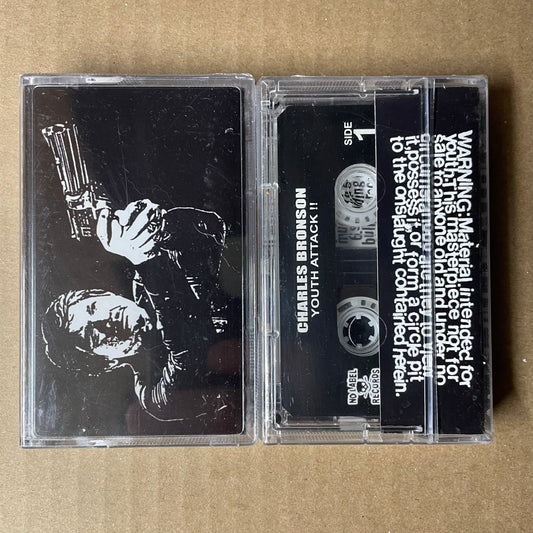 WARNING:Material intended for
youth.This masterpiece not for
sale to anyone old,and under no
it,possess it,or form a circle pit
to the onslaught contained herein.
SIDE
1
CHARLES BRONSON
YOUTH ATTACK !!
NO LABEL
RECORDS